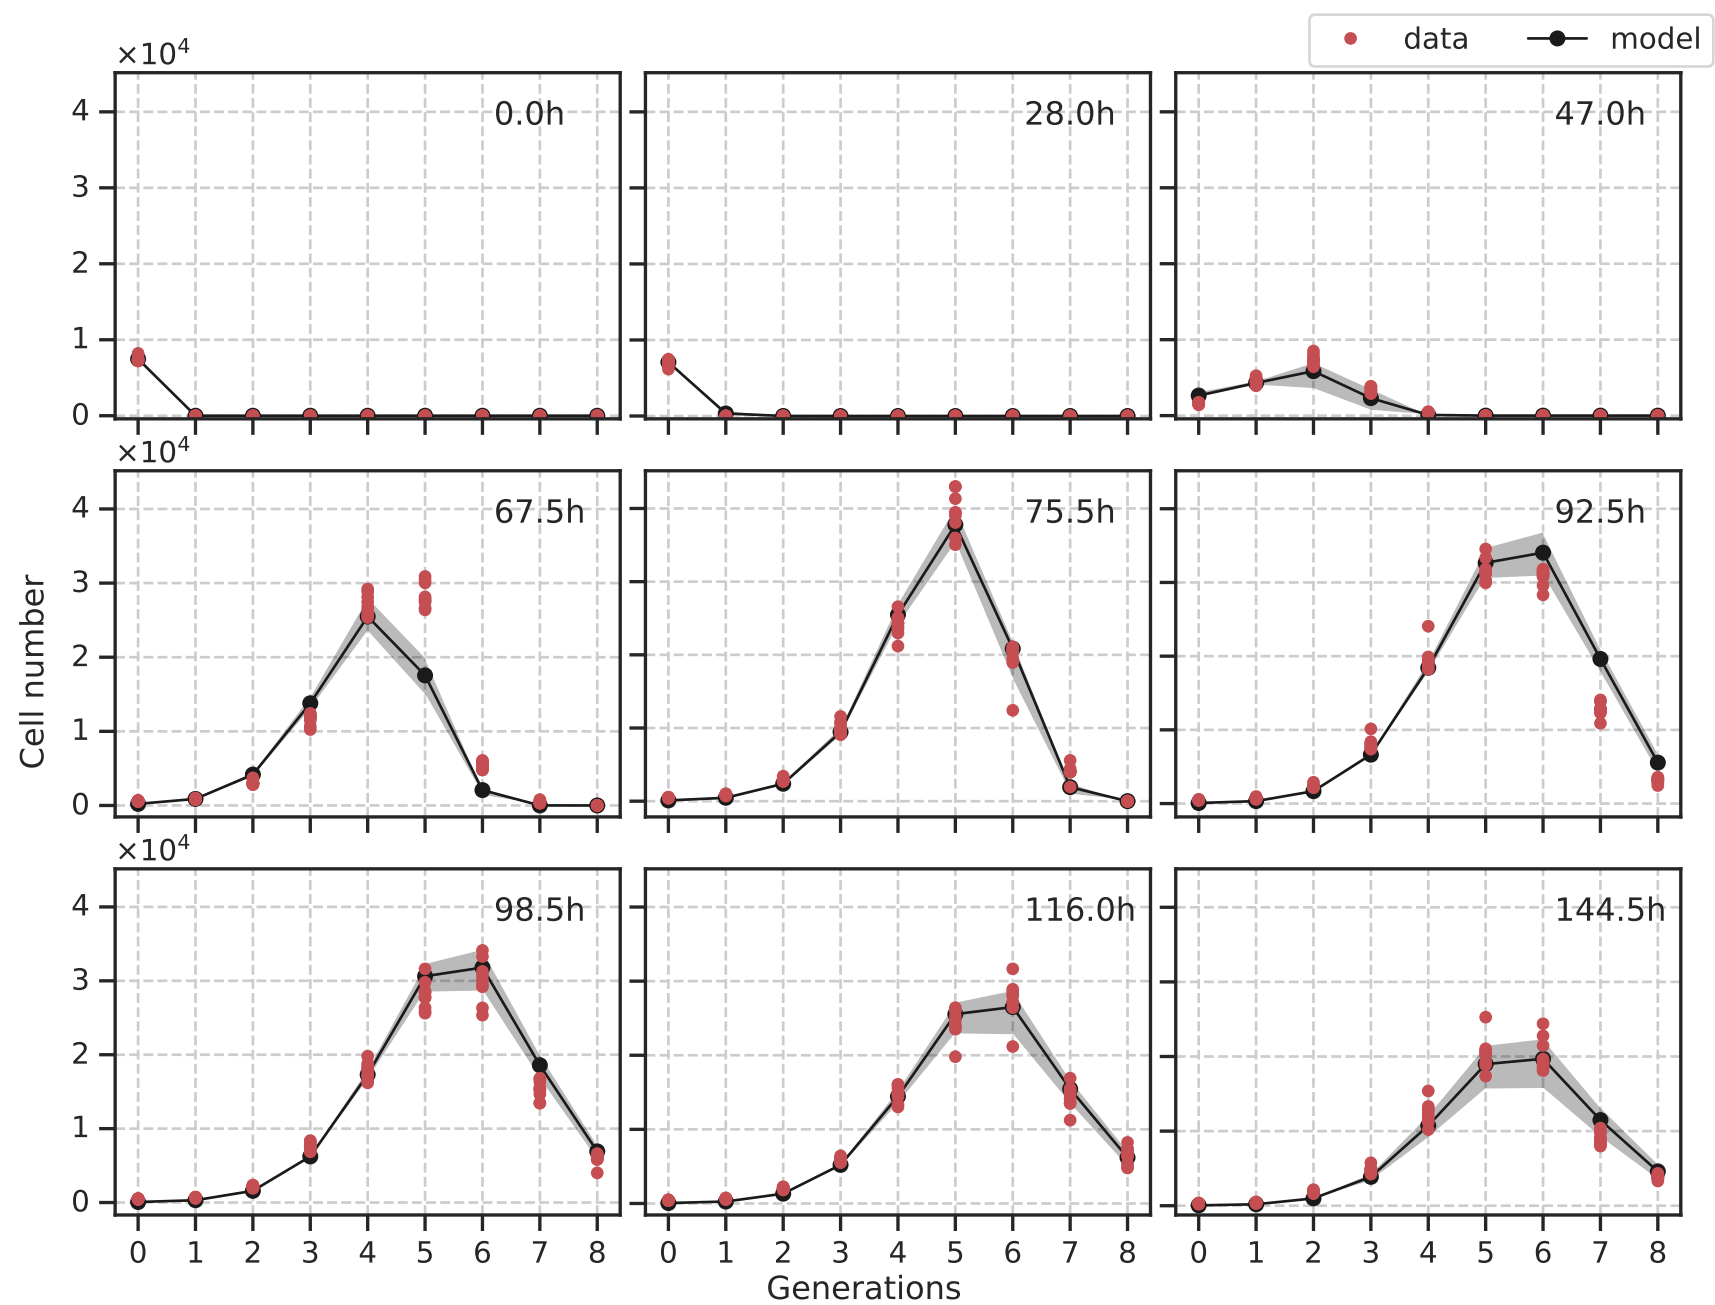 data model
×10⁴
4
3
2
1
0
0.0h
28.0h
47.0h
×10⁴
4
3
2
1
0
67.5h
75.5h
92.5h
Cell number
×10⁴
4
3
2
1
0
98.5h
116.0h
144.5h
0 1 2 3 4 5 6 7 8
0 1 2 3 4 5 6 7 8
0 1 2 3 4 5 6 7 8
Generations